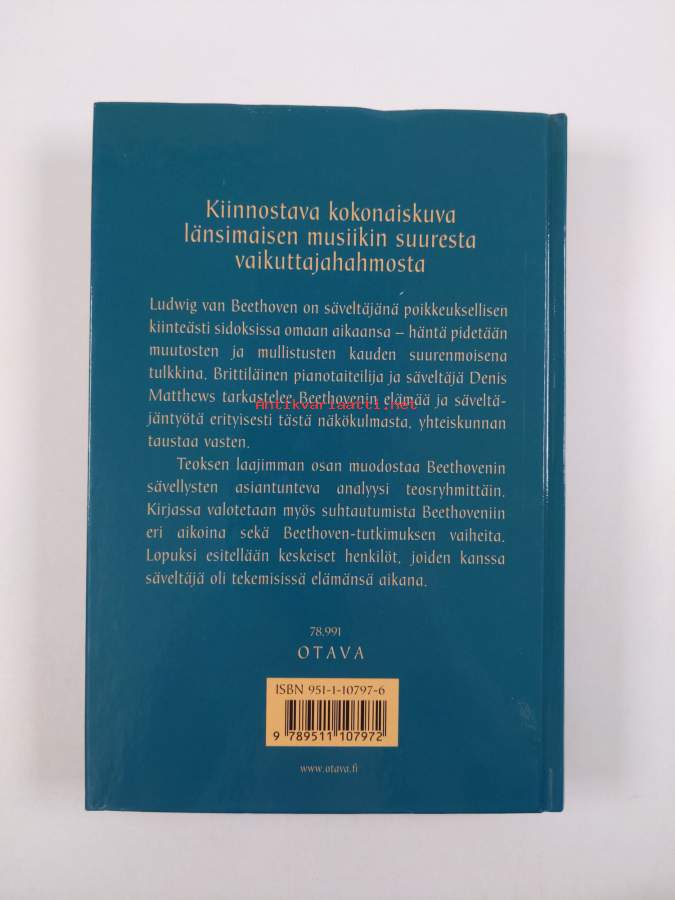 Kiinnostava kokonaiskuva
länsimaisen musiikin suuresta
vaikuttajahahmosta
Ludwig van Beethoven on säveltäjänä poikkeuksellisen
kiinteästi sidoksissa omaan aikaansa – häntä pidetään
muutosten ja mullistusten kauden suurenmoisena
tulkkina. Brittiläinen pianotaiteilija ja säveltäjä Denis
Matthews tarkastelee Beethovenin elämää ja säveltä-
Antikvariaatti.net
jäntyötä erityisesti tästä näkökulmasta, yhteiskunnan
taustaa vasten.
Teoksen laajimman osan muodostaa Beethovenin
sävellysten asiantunteva analyysi teosryhmittäin.
Kirjassa valotetaan myös suhtautumista Beethoveniin
eri aikoina sekä Beethoven-tutkimuksen vaiheita.
Lopuksi esitellään keskeiset henkilöt, joiden kanssa
säveltäjä oli tekemisissä elämänsä aikana.
78.991
OTAVA
ISBN 951-1-10797-6
9 789511 107972
www.otava.fi